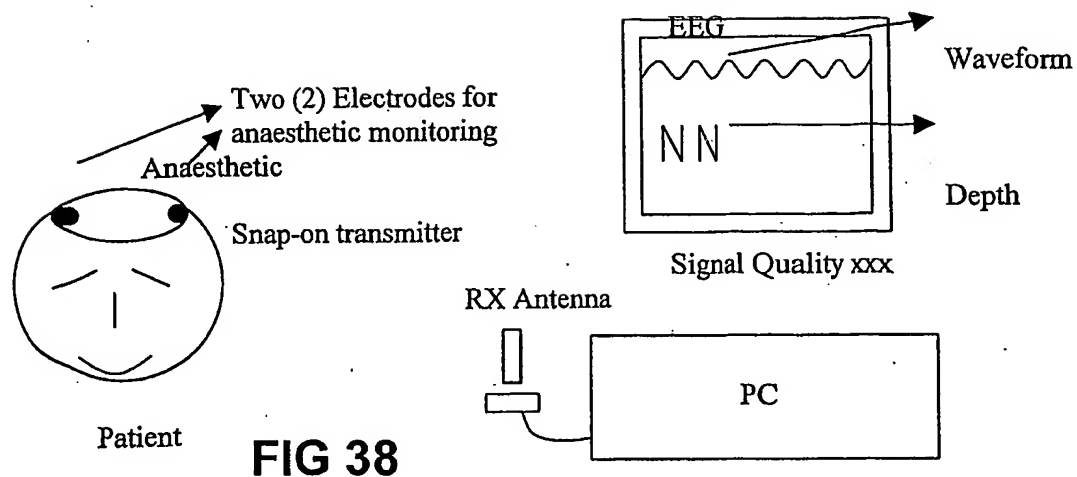 EEG
Waveform
Two (2) Electrodes for
anaesthetic monitoring
Anaesthetic
NN
Depth
Snap-on transmitter
Signal Quality xxx
RX Antenna
PC
Patient
FIG 38